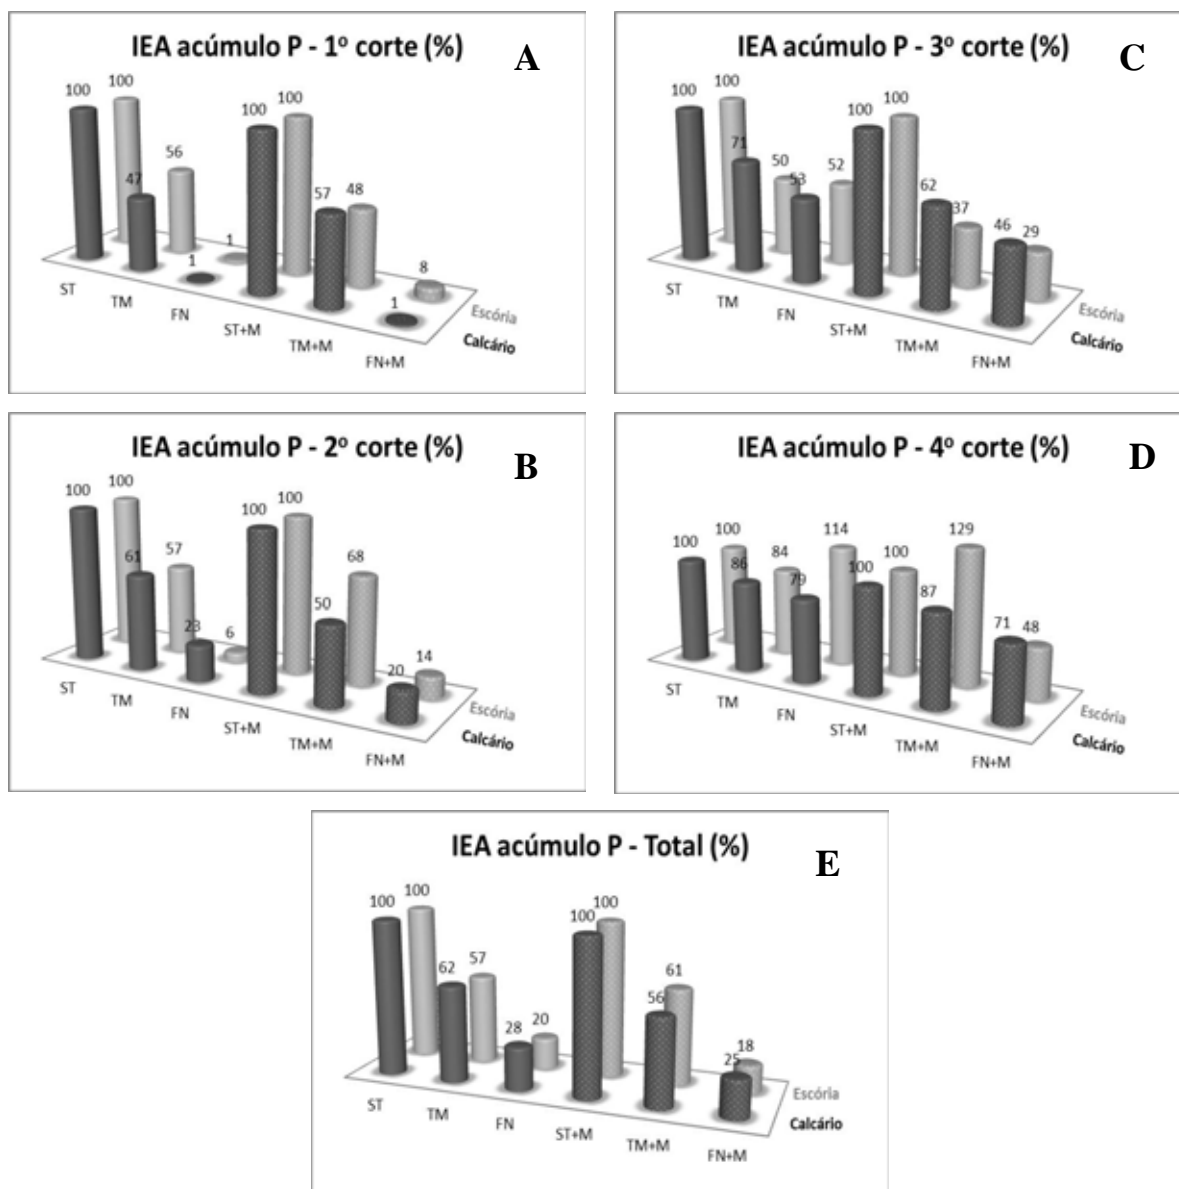 IEA acúmulo P - 1º corte (%)
A
100
100
47
56
1
1
100
100
57
48
1
8
ST
TM
FN
ST+M
TM+M
FN+M
Escória
Calcário
IEA acúmulo P - 3º corte (%)
C
100
100
71
50
53
52
100
100
62
37
46
29
ST
TM
FN
ST+M
TM+M
FN+M
Escória
Calcário
IEA acúmulo P - 2º corte (%)
B
100
100
61
57
23
6
100
100
50
68
20
14
ST
TM
FN
ST+M
TM+M
FN+M
Escória
Calcário
IEA acúmulo P - 4º corte (%)
D
100
100
86
84
79
114
100
100
87
129
71
48
ST
TM
FN
ST+M
TM+M
FN+M
Escória
Calcário
IEA acúmulo P - Total (%)
E
100
100
62
57
28
20
100
100
56
61
25
18
ST
TM
FN
ST+M
TM+M
FN+M
Escória
Calcário